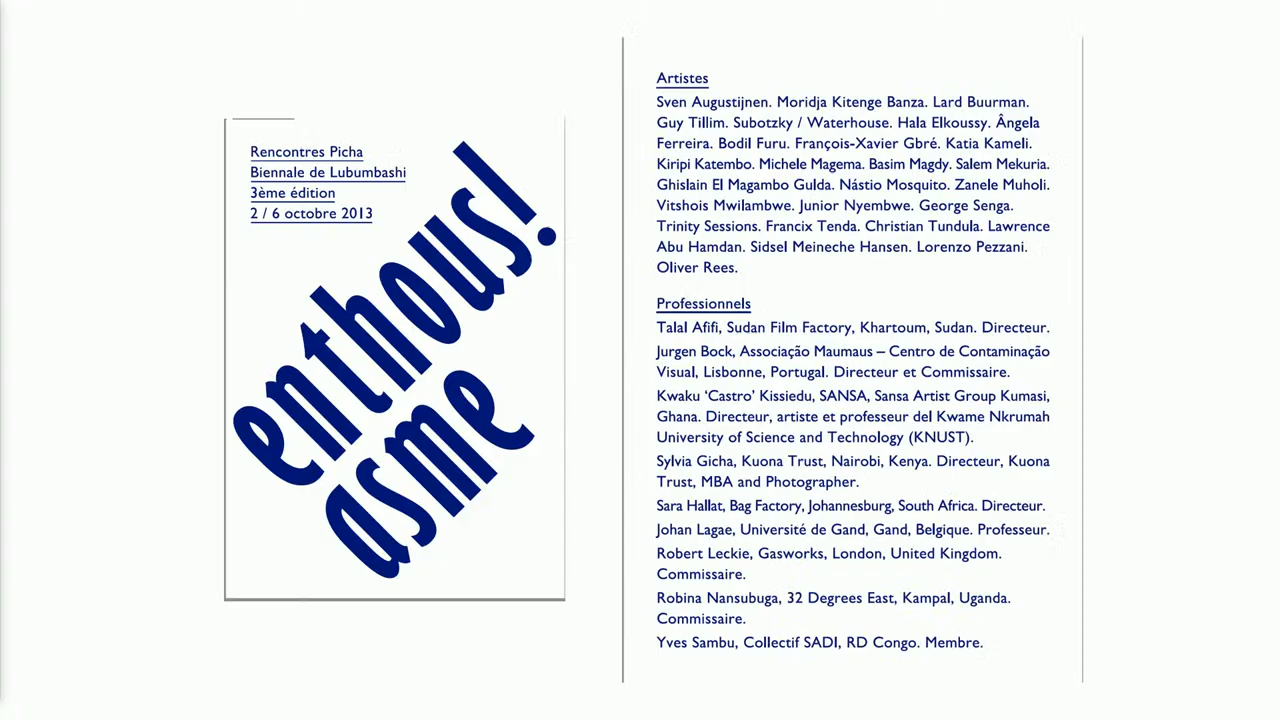 Rencontres Picha
Biennale de Lubumbashi
3ème édition
2 / 6 octobre 2013
enthous!
asme
Artistes
Sven Augustijnen. Moridja Kitenge Banza. Lard Buurman.
Guy Tillim. Subotzky / Waterhouse. Hala Elkoussy. Ângela
Ferreira. Bodil Furu. François-Xavier Gbré. Katia Kameli.
Kiripi Katembo. Michele Magema. Basim Magdy. Salem Mekuria.
Ghislain El Magambo Gulda. Nástio Mosquito. Zanele Muholi.
Vitshois Mwilambwe. Junior Nyembwe. George Senga.
Trinity Sessions. Francix Tenda. Christian Tundula. Lawrence
Abu Hamdan. Sidsel Meineche Hansen. Lorenzo Pezzani.
Oliver Rees.
Professionnels
Talal Afifi, Sudan Film Factory, Khartoum, Sudan. Directeur.
Jurgen Bock, Associação Maumaus – Centro de Contaminação
Visual, Lisbonne, Portugal. Directeur et Commissaire.
Kwaku ‘Castro’ Kissiedu, SANSA, Sansa Artist Group Kumasi,
Ghana. Directeur, artiste et professeur del Kwame Nkrumah
University of Science and Technology (KNUST).
Sylvia Gicha, Kuona Trust, Nairobi, Kenya. Directeur, Kuona
Trust, MBA and Photographer.
Sara Hallat, Bag Factory, Johannesburg, South Africa. Directeur.
Johan Lagae, Université de Gand, Gand, Belgique. Professeur.
Robert Leckie, Gasworks, London, United Kingdom.
Commissaire.
Robina Nansubuga, 32 Degrees East, Kampal, Uganda.
Commissaire.
Yves Sambu, Collectif SADI, RD Congo. Membre.